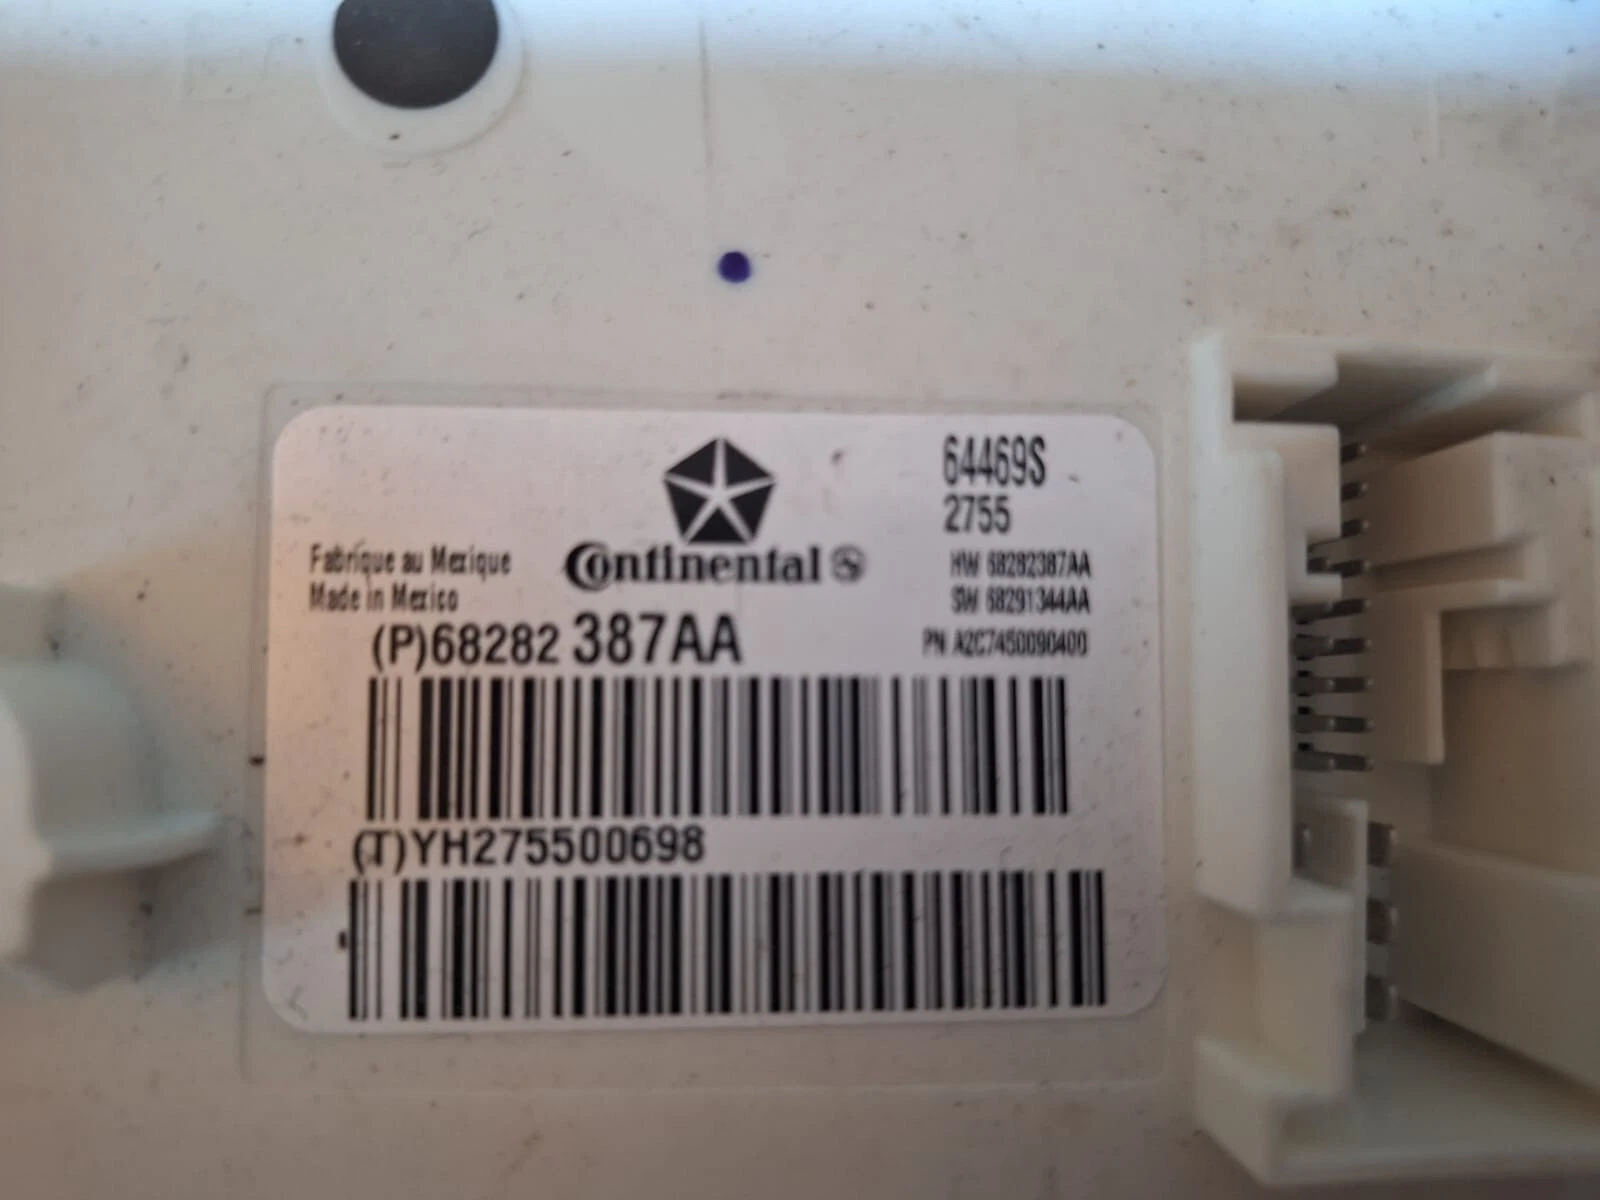 64469S
2755
Fabrique au Mexique
Made in Mexico
Continental
HW 68282387AA
SW 68291344AA
PN A2C7450090400
(P)68282 387AA
(T)YH275500698